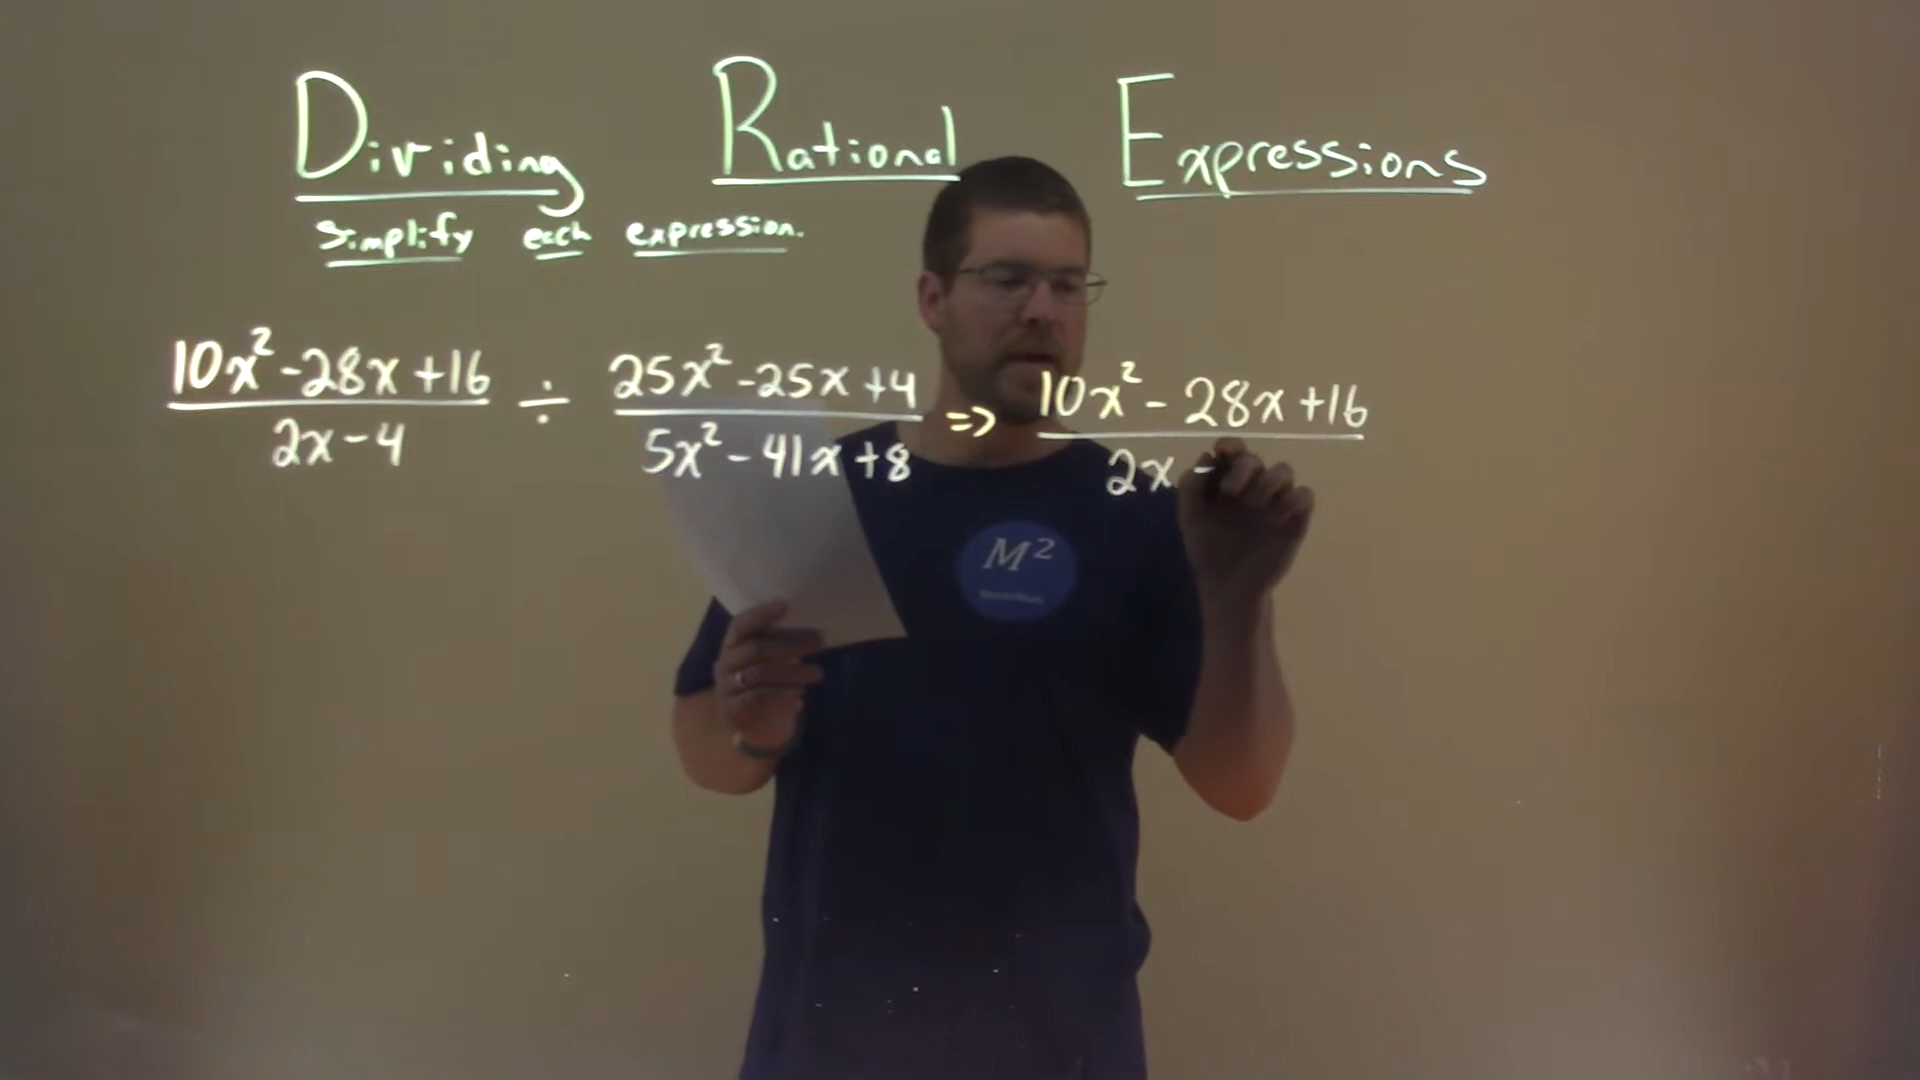 Dividing Rational Expressions
Simplify each expression.
10x² - 28x + 16 25x² - 25x + 4 10x² - 28x + 16
÷ =>
2x - 4 5x² - 41x + 8 2x -
M²